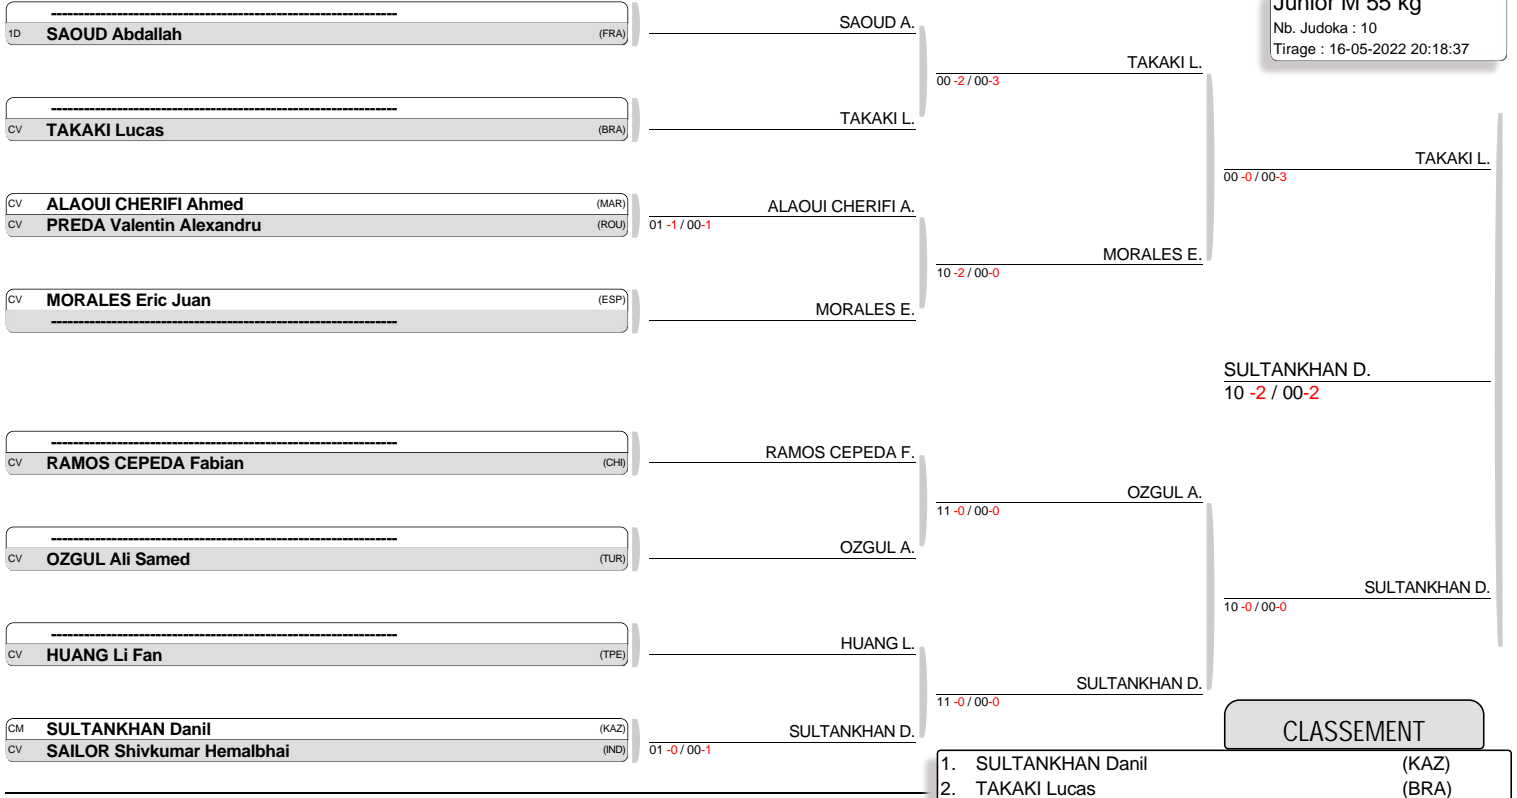 Junior M 55 kg
Nb. Judoka : 10
Tirage : 16-05-2022 20:18:37
----------------------------------------------------------------
1D SAOUD Abdallah (FRA)
----------------------------------------------------------------
CV TAKAKI Lucas (BRA)
CV ALAOUI CHERIFI Ahmed (MAR)
CV PREDA Valentin Alexandru (ROU)
CV MORALES Eric Juan (ESP)
----------------------------------------------------------------
----------------------------------------------------------------
CV RAMOS CEPEDA Fabian (CHI)
----------------------------------------------------------------
CV OZGUL Ali Samed (TUR)
----------------------------------------------------------------
CV HUANG Li Fan (TPE)
CM SULTANKHAN Danil (KAZ)
CV SAILOR Shivkumar Hemalbhai (IND)
SAOUD A.
TAKAKI L.
ALAOUI CHERIFI A.
01 -1 / 00-1
MORALES E.
RAMOS CEPEDA F.
OZGUL A.
HUANG L.
SULTANKHAN D.
01 -0 / 00-1
TAKAKI L.
00 -2 / 00-3
MORALES E.
10 -2 / 00-0
OZGUL A.
11 -0 / 00-0
SULTANKHAN D.
11 -0 / 00-0
TAKAKI L.
00 -0 / 00-3
SULTANKHAN D.
10 -2 / 00-2
SULTANKHAN D.
10 -0 / 00-0
CLASSEMENT
1. SULTANKHAN Danil (KAZ)
2. TAKAKI Lucas (BRA)